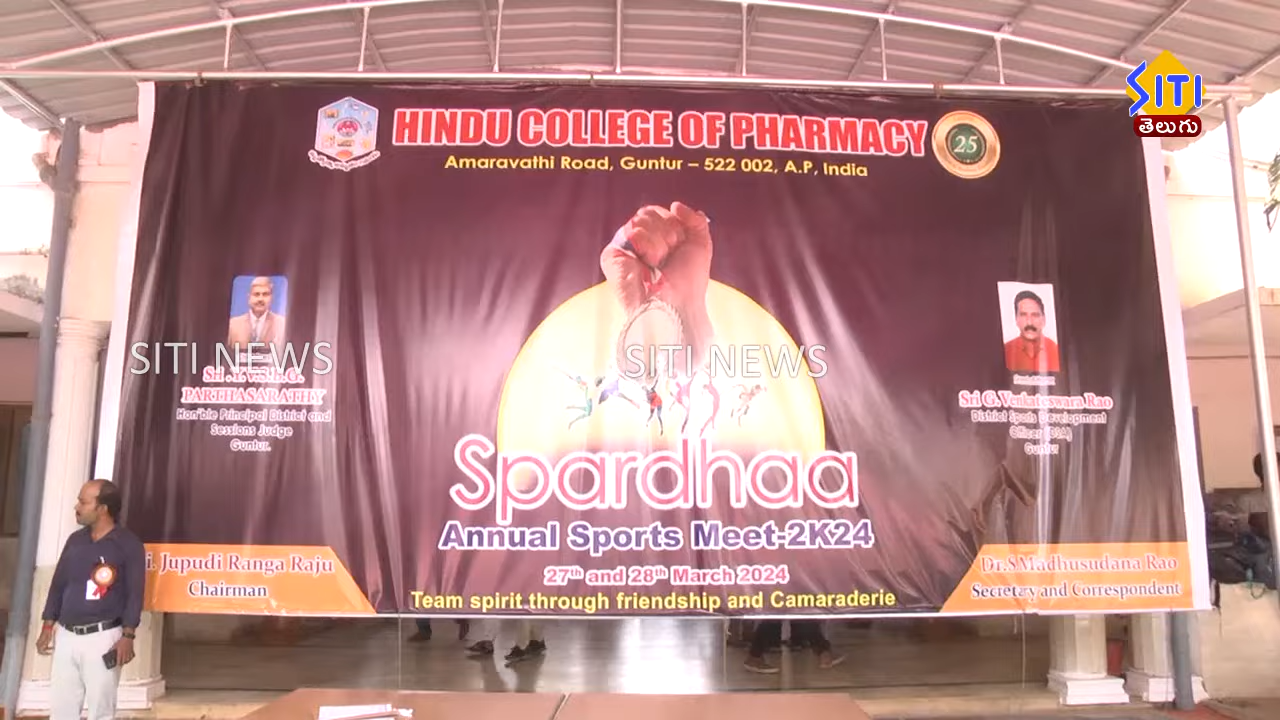 SITI
తెలుగు
HINDU COLLEGE OF PHARMACY
25
Amaravathi Road, Guntur – 522 002, A.P, India
SITI NEWS
SITI NEWS
PARTHASARATHY
Hon'ble Principal District and
Sessions Judge
Guntur.
Sri G. Venkateswara Rao
District Sports Development
Officer (DSA)
Guntur
Spardhaa
Annual Sports Meet-2K24
27th and 28th March 2024
Team spirit through friendship and Camaraderie
i. Jupudi Ranga Raju
Chairman
Dr.S Madhusudana Rao
Secretary and Correspondent